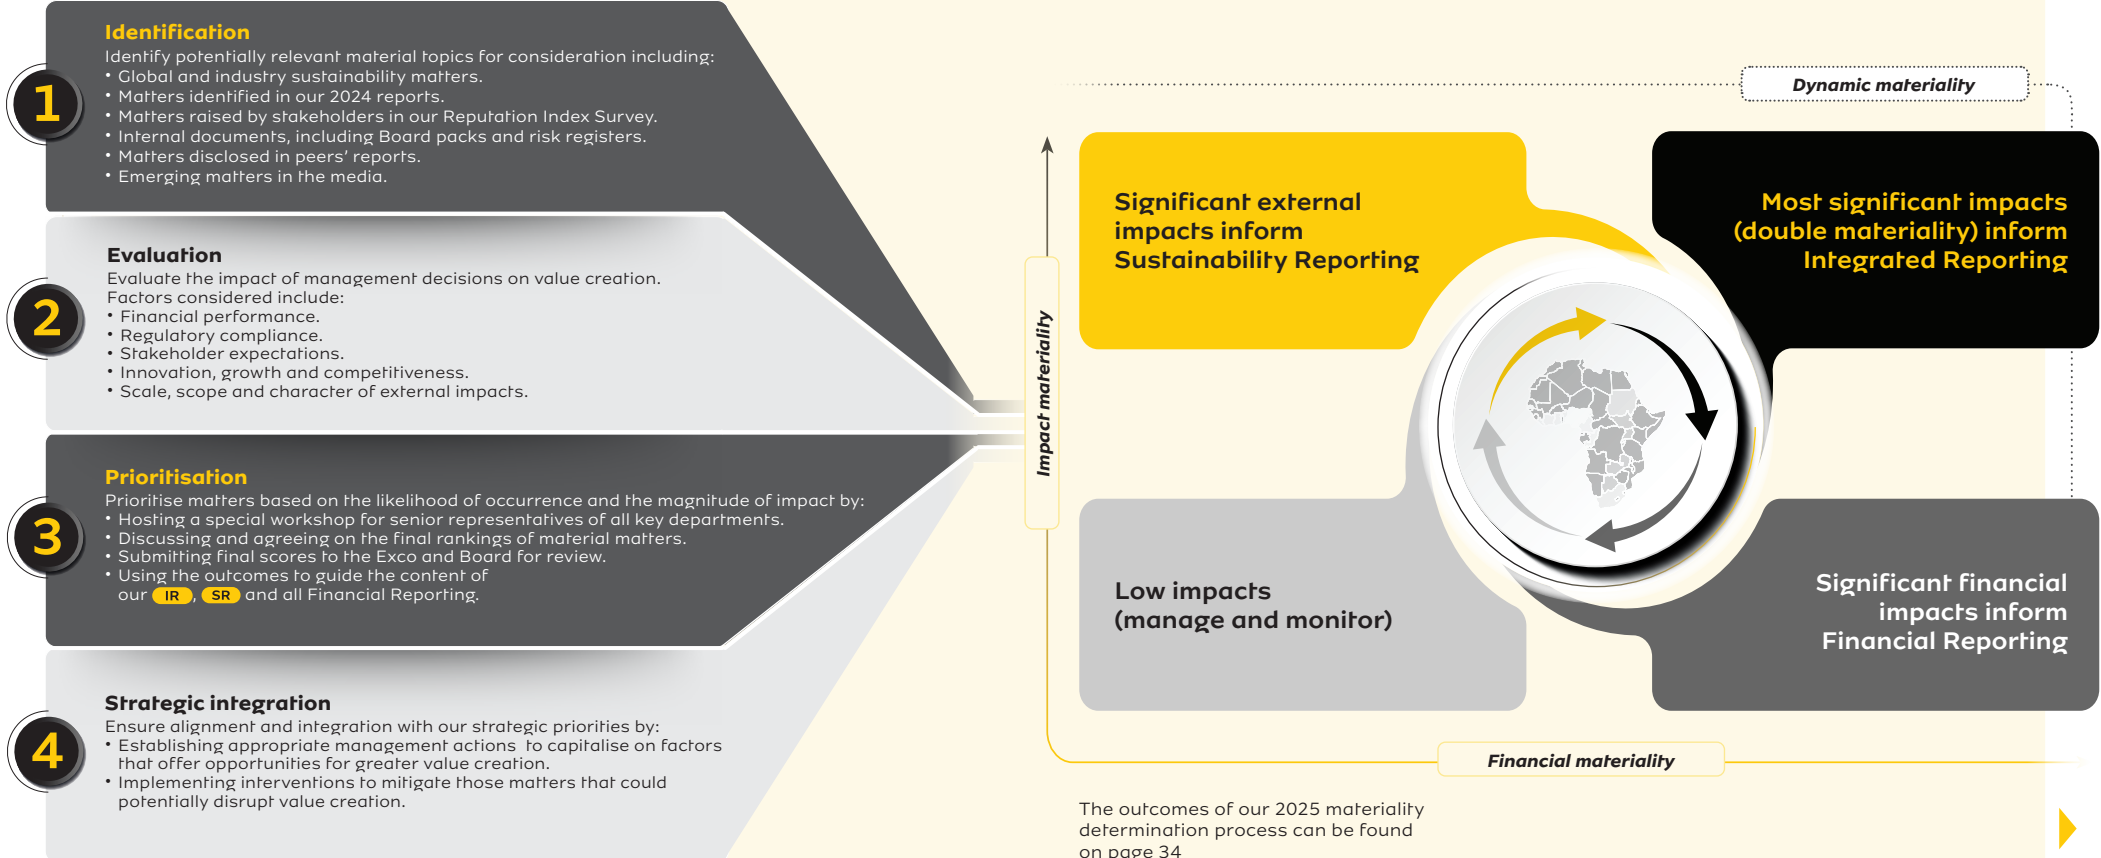 1
Identification
Identify potentially relevant material topics for consideration including:
• Global and industry sustainability matters.
• Matters identified in our 2024 reports.
• Matters raised by stakeholders in our Reputation Index Survey.
• Internal documents, including Board packs and risk registers.
• Matters disclosed in peers' reports.
• Emerging matters in the media.
2
Evaluation
Evaluate the impact of management decisions on value creation.
Factors considered include:
• Financial performance.
• Regulatory compliance.
• Stakeholder expectations.
• Innovation, growth and competitiveness.
• Scale, scope and character of external impacts.
3
Prioritisation
Prioritise matters based on the likelihood of occurrence and the magnitude of impact by:
• Hosting a special workshop for senior representatives of all key departments.
• Discussing and agreeing on the final rankings of material matters.
• Submitting final scores to the Exco and Board for review.
• Using the outcomes to guide the content of
our IR, SR and all Financial Reporting.
4
Strategic integration
Ensure alignment and integration with our strategic priorities by:
• Establishing appropriate management actions to capitalise on factors
that offer opportunities for greater value creation.
• Implementing interventions to mitigate those matters that could
potentially disrupt value creation.
Dynamic materiality
Impact materiality
Significant external
impacts inform
Sustainability Reporting
Most significant impacts
(double materiality) inform
Integrated Reporting
Low impacts
(manage and monitor)
Significant financial
impacts inform
Financial Reporting
Financial materiality
The outcomes of our 2025 materiality
determination process can be found
on page 34